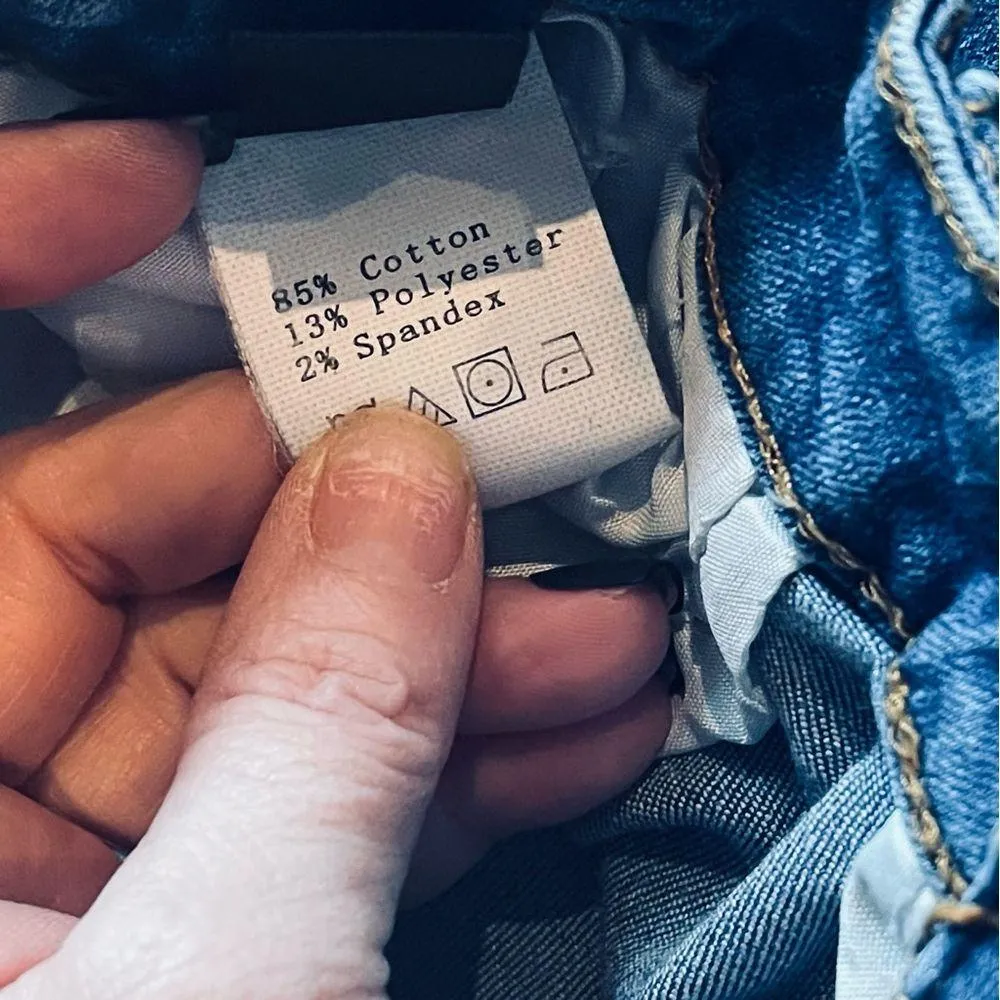 85% Cotton
13% Polyester
2% Spandex